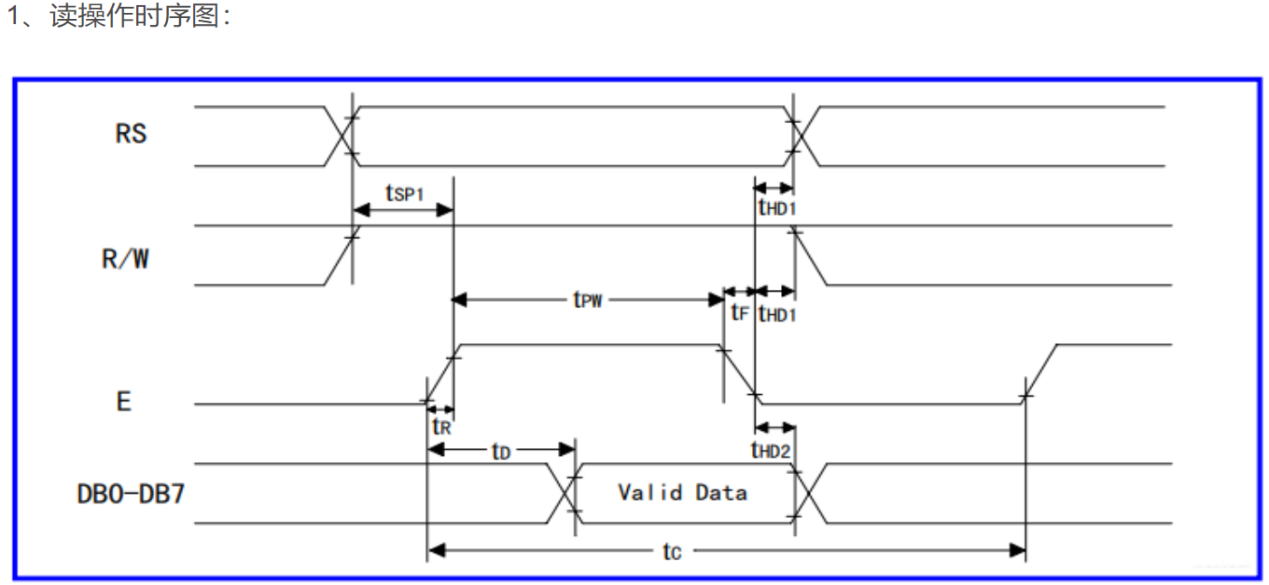 1、读操作时序图：
RS
tSP1
tHD1
R/W
tPW
tF tHD1
E
tR
tD
tHD2
DB0-DB7
Valid Data
tC